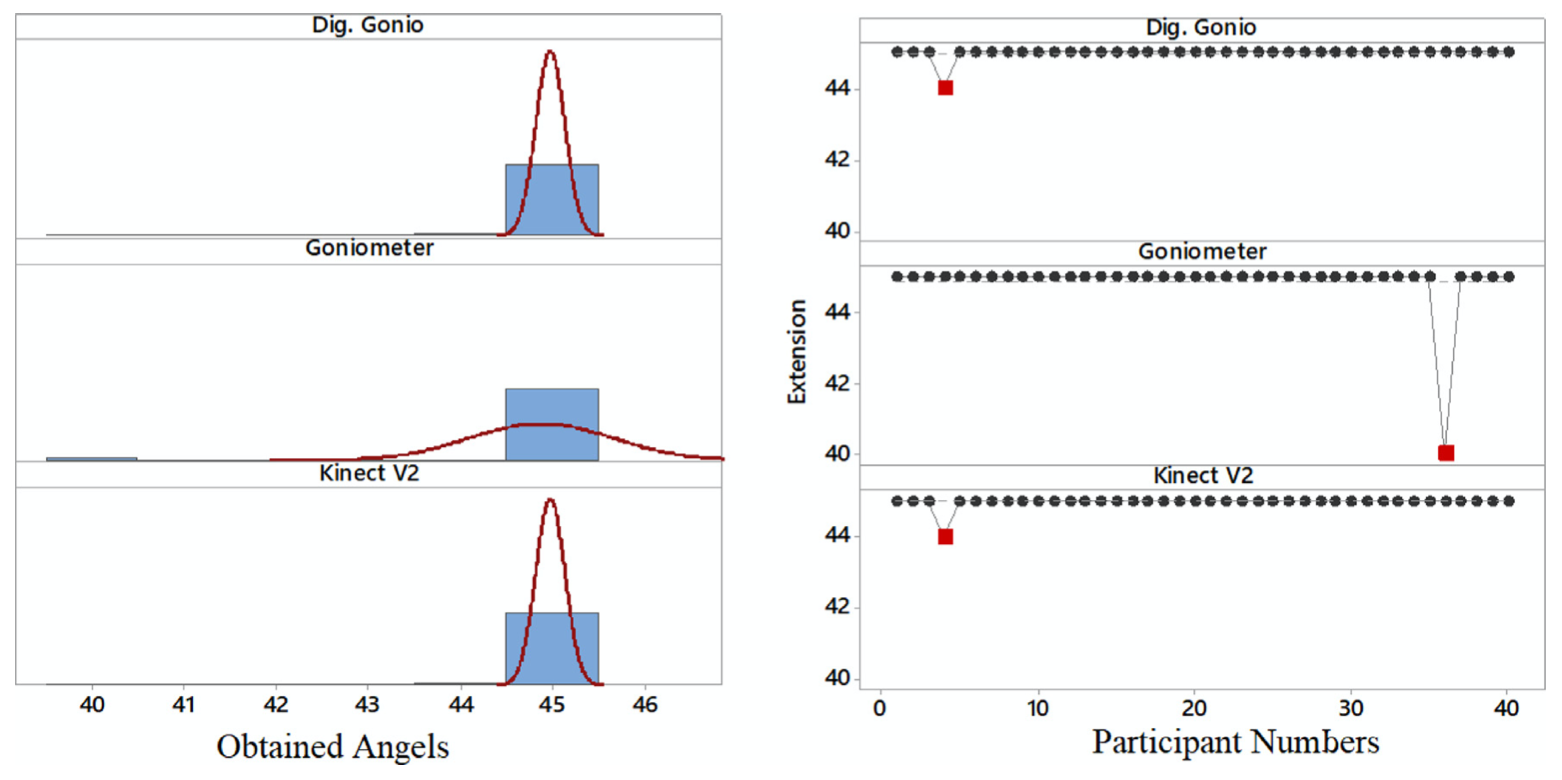 Dig. Gonio
Goniometer
Kinect V2
40 41 42 43 44 45 46
Obtained Angels
Dig. Gonio
44
42
40
Goniometer
44
42
40
Kinect V2
44
42
40
Extension
0 10 20 30 40
Participant Numbers